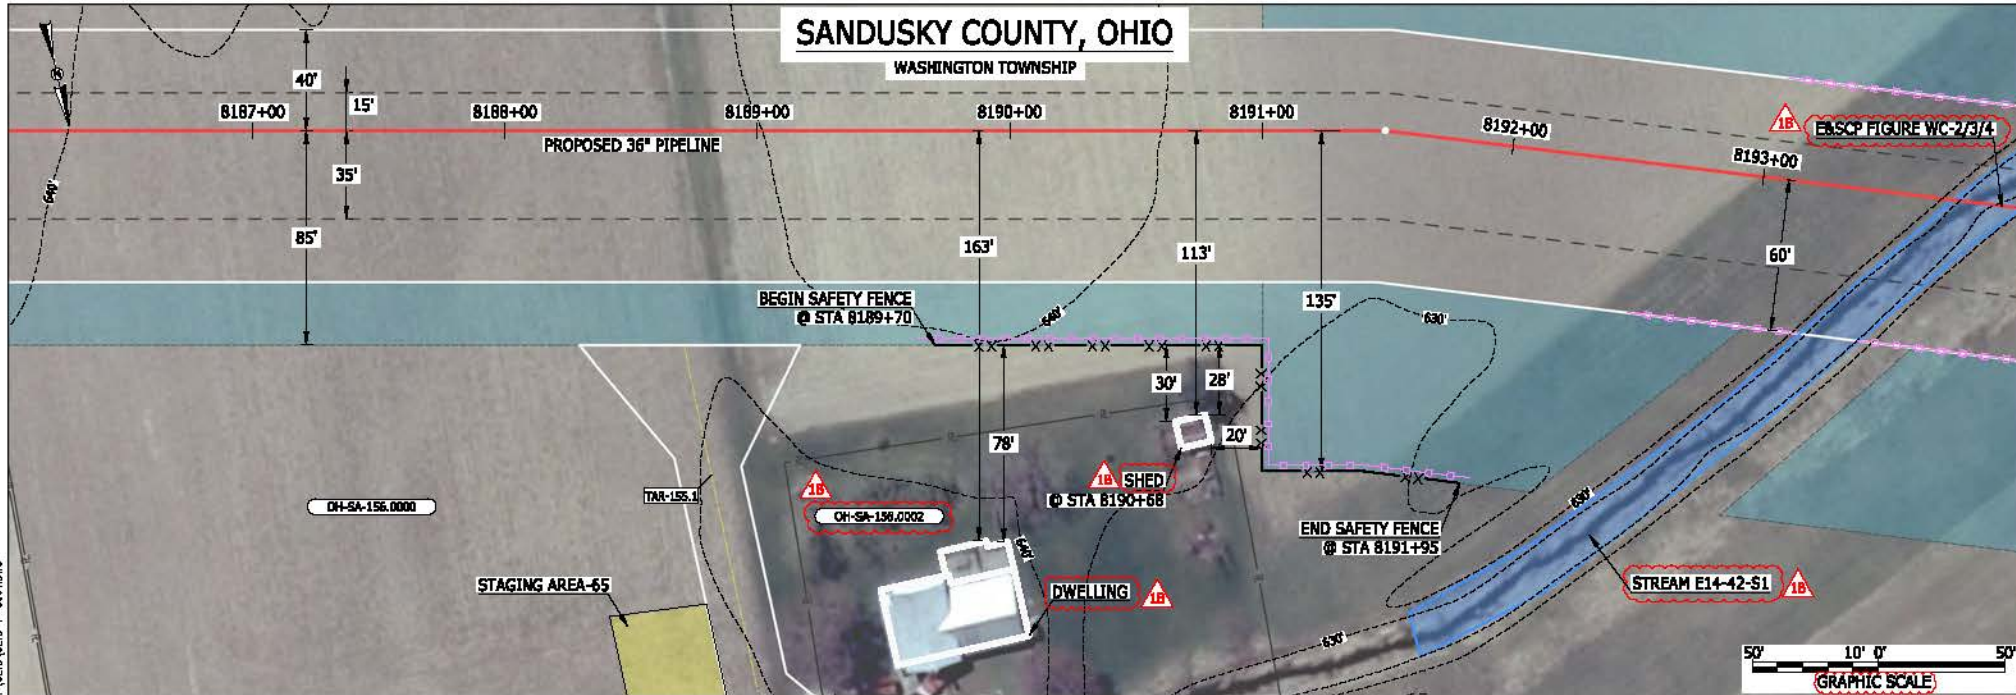 SANDUSKY COUNTY, OHIO
WASHINGTON TOWNSHIP
N
40'
15'
8187+00
8188+00
8189+00
8190+00
8191+00
8192+00
8193+00
1B
E&SCP FIGURE WC-2/3/4
PROPOSED 36" PIPELINE
640'
35'
85'
163'
113'
135'
60'
BEGIN SAFETY FENCE
@ STA 8189+70
640'
630'
30'
28'
78'
20'
1B
SHED
@ STA 8190+68
TAR-155.1
OH-SA-156.0000
1B
OH-SA-156.0002
630'
END SAFETY FENCE
@ STA 8191+95
640'
STAGING AREA-65
DWELLING
1B
STREAM E14-42-S1
1B
630'
50'
10'
0'
50'
GRAPHIC SCALE